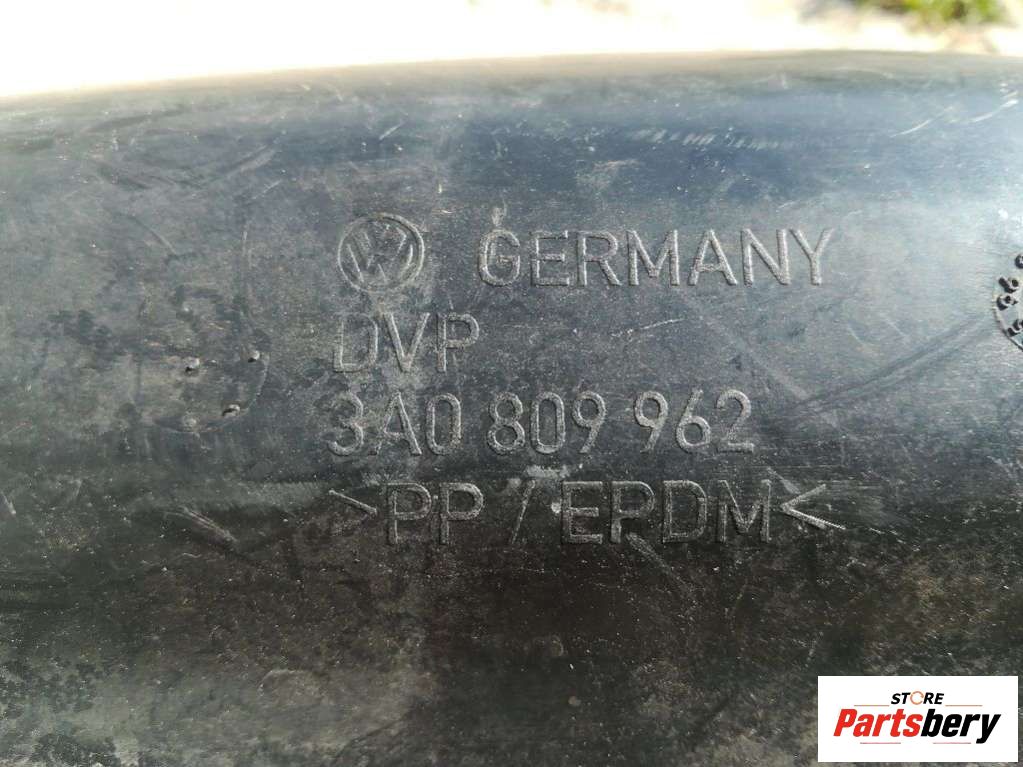 GERMANY
DVP
3A0 809 962
>PP / EPDM<
STORE
Partsbery